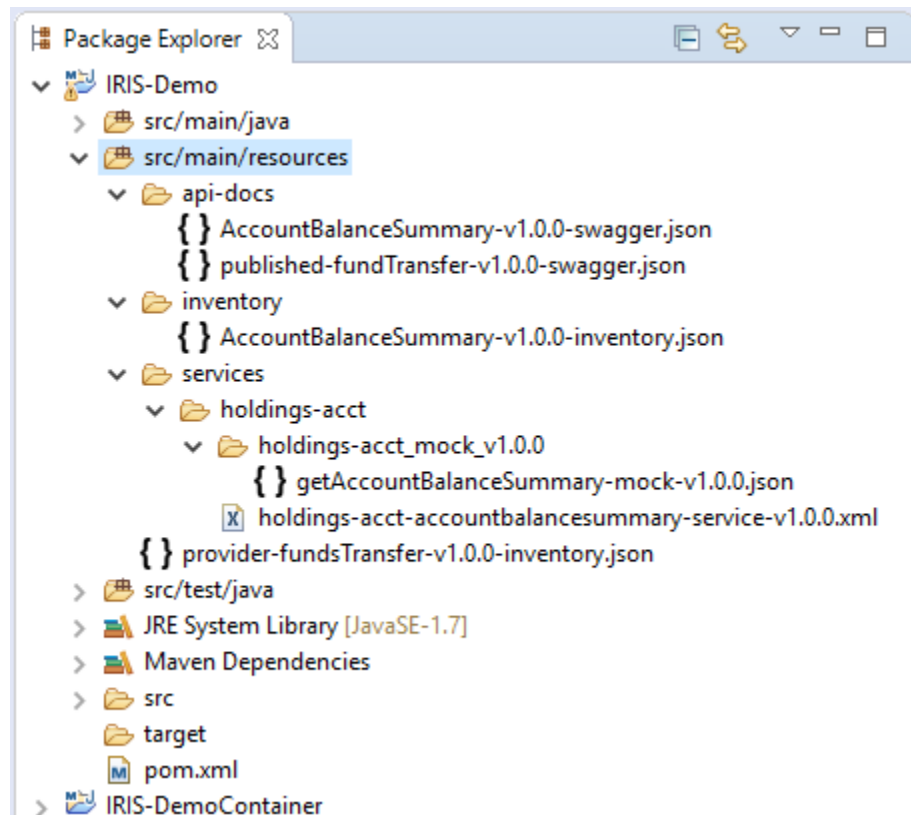 Package Explorer
IRIS-Demo
src/main/java
src/main/resources
api-docs
{ } AccountBalanceSummary-v1.0.0-swagger.json
{ } published-fundTransfer-v1.0.0-swagger.json
inventory
{ } AccountBalanceSummary-v1.0.0-inventory.json
services
holdings-acct
holdings-acct_mock_v1.0.0
{ } getAccountBalanceSummary-mock-v1.0.0.json
X holdings-acct-accountbalancesummary-service-v1.0.0.xml
{ } provider-fundsTransfer-v1.0.0-inventory.json
src/test/java
JRE System Library [JavaSE-1.7]
Maven Dependencies
src
target
M pom.xml
IRIS-DemoContainer